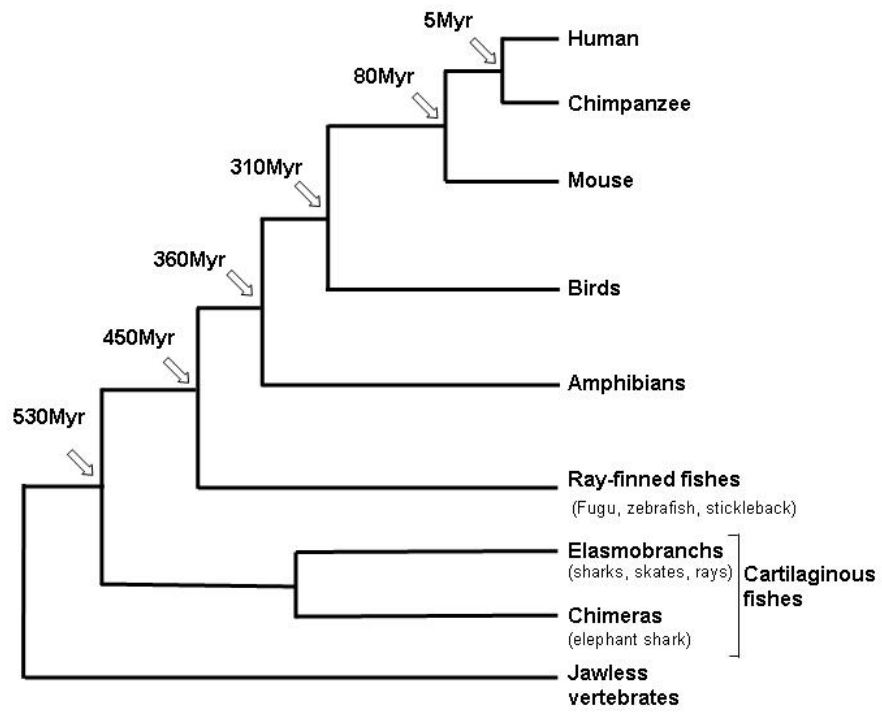 5Myr
Human
80Myr
Chimpanzee
310Myr
Mouse
360Myr
Birds
450Myr
Amphibians
530Myr
Ray-finned fishes
(Fugu, zebrafish, stickleback)
Elasmobranchs
(sharks, skates, rays)
Cartilaginous
fishes
Chimeras
(elephant shark)
Jawless
vertebrates